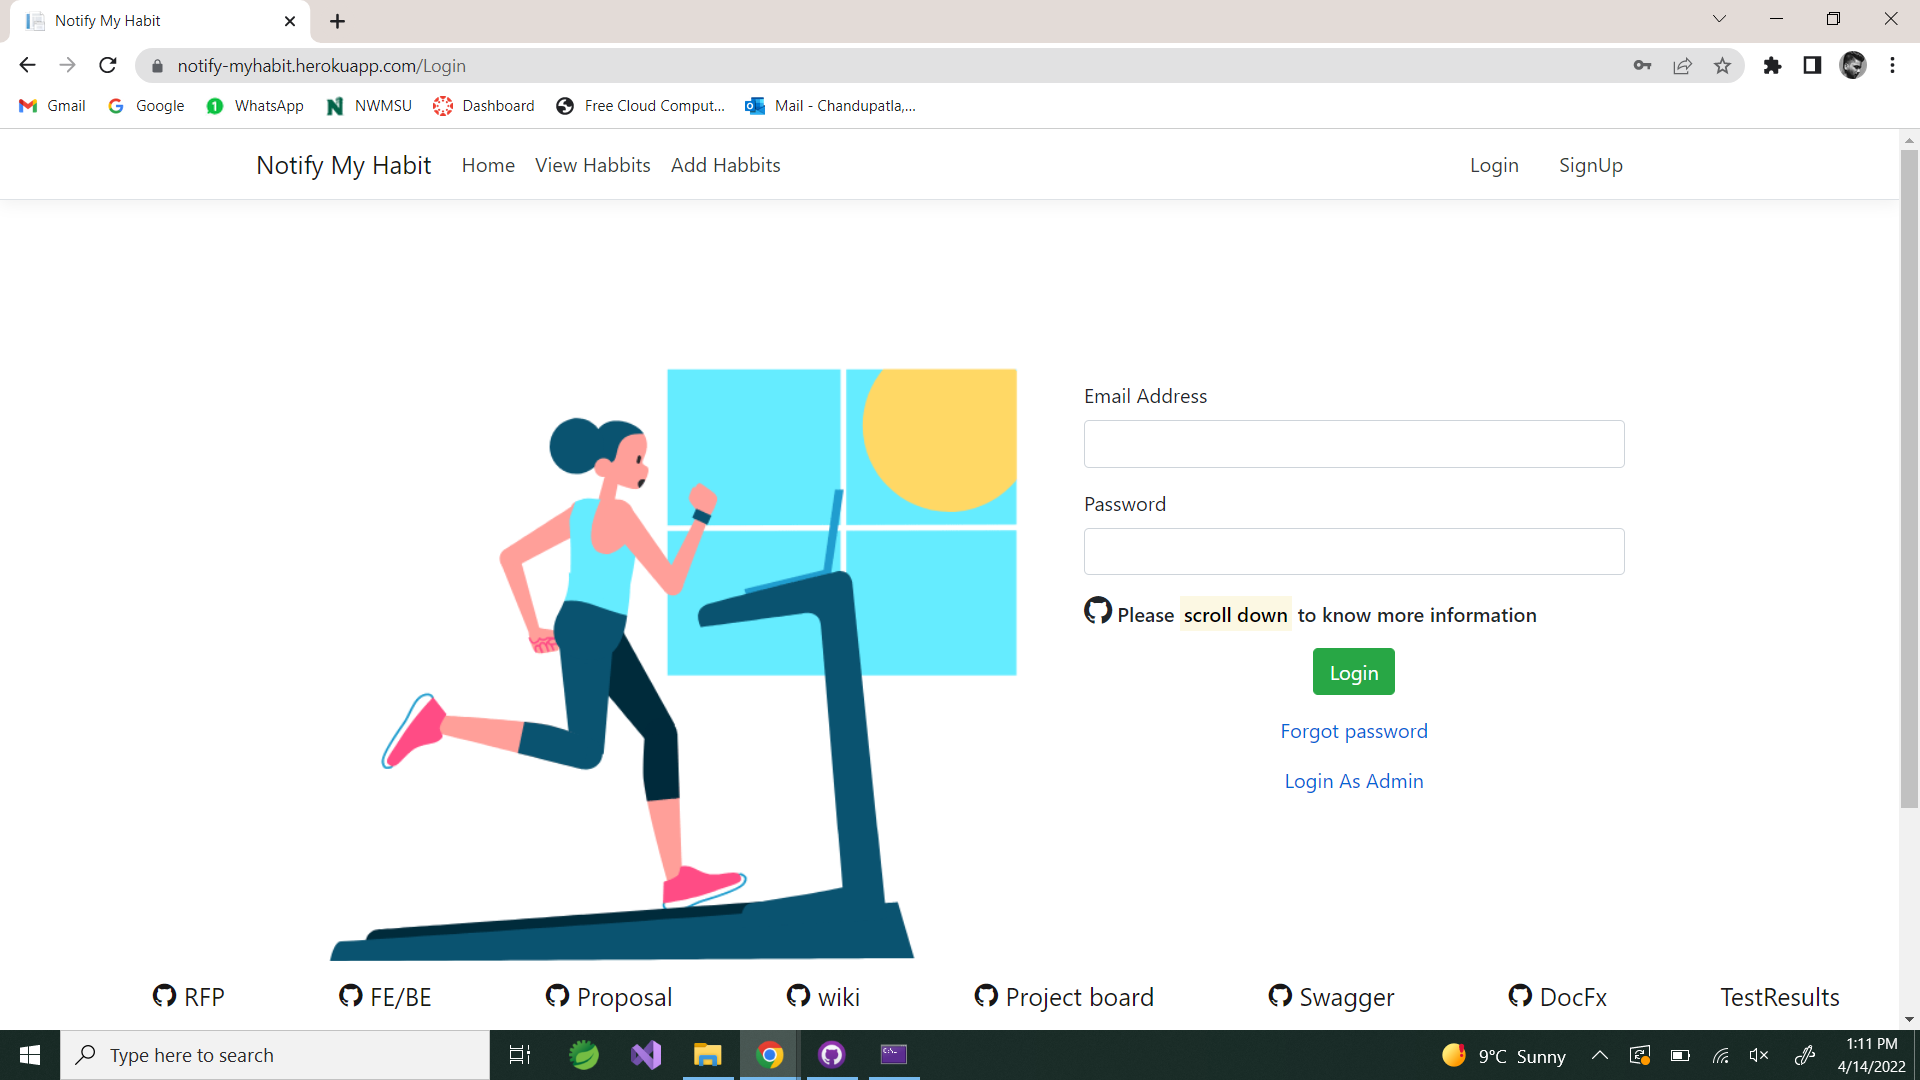 Notify My Habit
notify-myhabit.herokuapp.com/Login
Gmail Google 1 WhatsApp N NWMSU Dashboard Free Cloud Comput... Mail - Chandupatla,...
Notify My Habit Home View Habbits Add Habbits Login SignUp
Email Address
Password
Please scroll down to know more information
Login
Forgot password
Login As Admin
RFP FE/BE Proposal wiki Project board Swagger DocFx TestResults
Type here to search
9°C Sunny
1:11 PM
4/14/2022